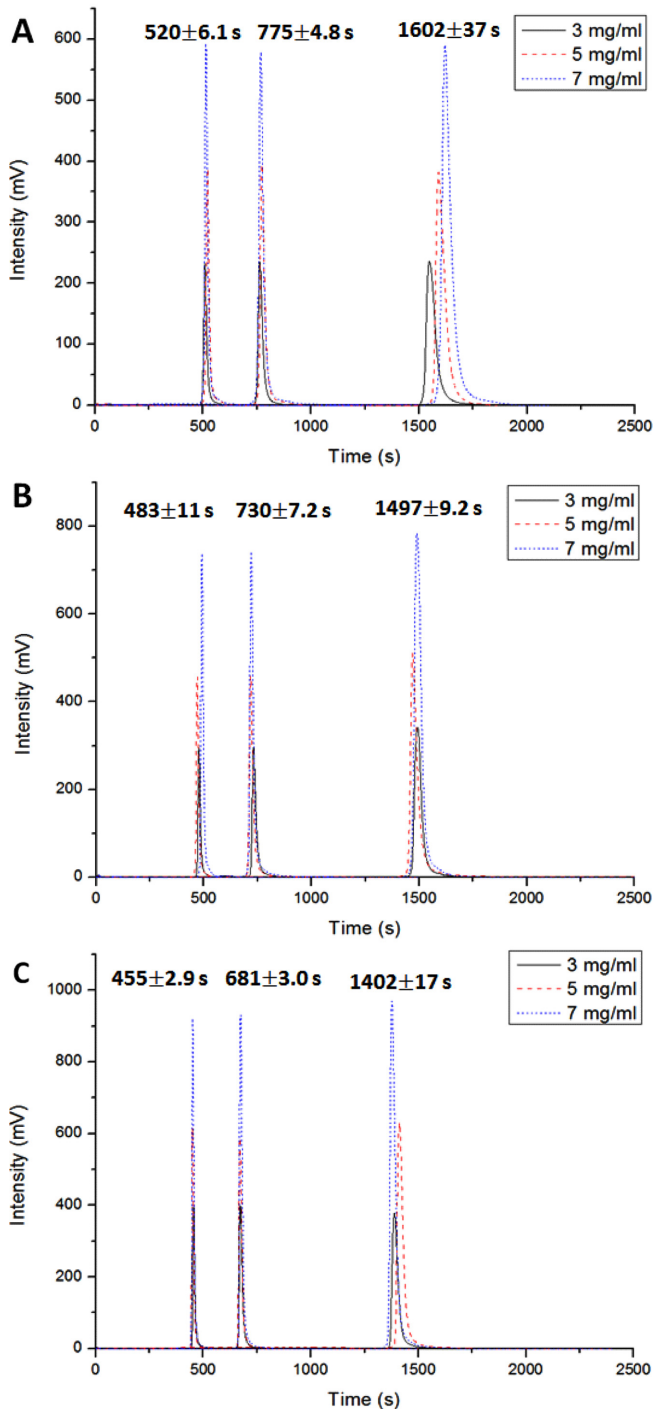 A
520±6.1 s 775±4.8 s 1602±37 s
3 mg/ml
5 mg/ml
7 mg/ml
600
500
400
300
200
100
0
Intensity (mV)
0 500 1000 1500 2000 2500
Time (s)
B
483±11 s 730±7.2 s 1497±9.2 s
3 mg/ml
5 mg/ml
7 mg/ml
800
600
400
200
0
Intensity (mV)
0 500 1000 1500 2000 2500
Time (s)
C
455±2.9 s 681±3.0 s 1402±17 s
3 mg/ml
5 mg/ml
7 mg/ml
1000
800
600
400
200
0
Intensity (mV)
0 500 1000 1500 2000 2500
Time (s)